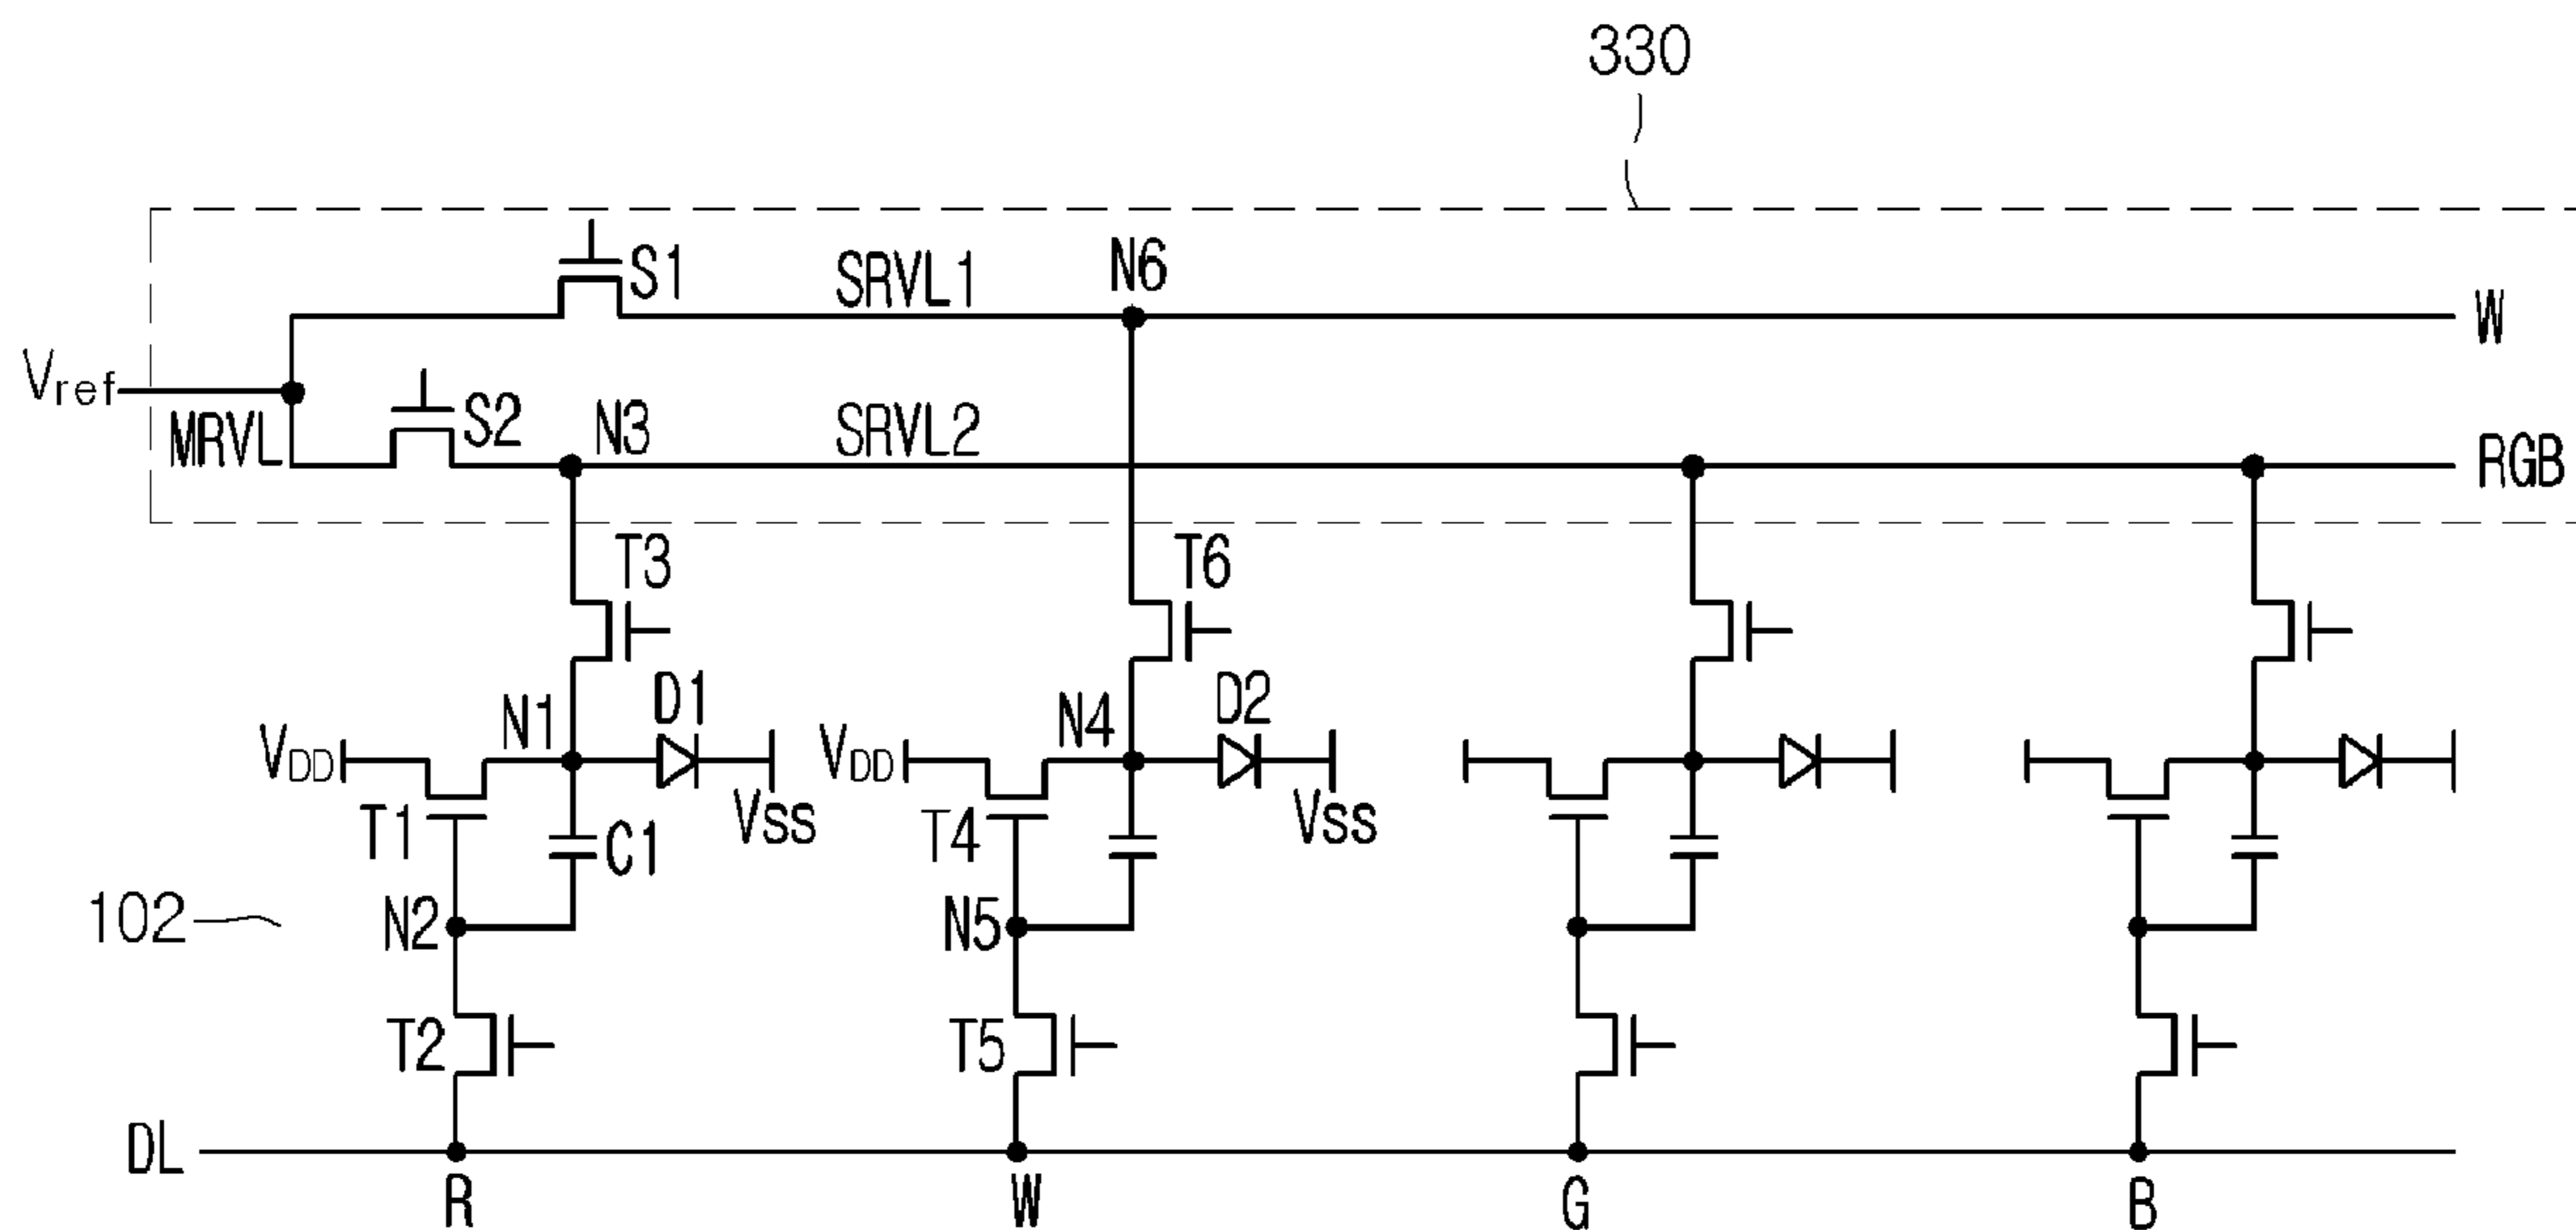 330
S1 SRVL1 N6 W
Vref
MRVL S2 N3 SRVL2 RGB
T3 T6
VDD N1 D1 VDD N4 D2
T1 C1 VSS T4 VSS
102 N2 N5
T2 T5
DL
R W G B